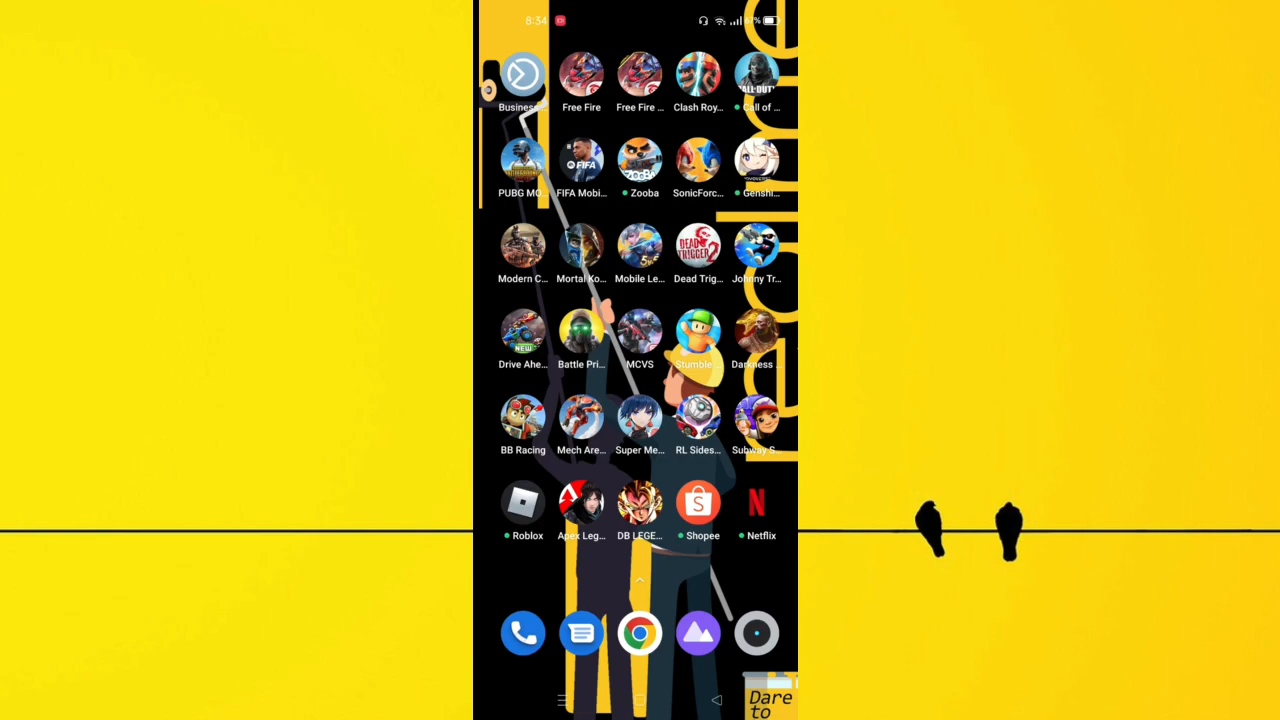 8:34 67%
Business...
Free Fire
Free Fire ...
Clash Roy...
Call of ...
PUBG MO...
FIFA Mobi...
Zooba
SonicForc...
Genshi...
Modern C...
Mortal Ko...
Mobile Le...
Dead Trig...
Johnny Tr...
Drive Ahe...
Battle Pri...
MCVS
Stumble ...
Darkness ...
BB Racing
Mech Are...
Super Me...
RL Sides...
Subway S...
Roblox
Apex Leg...
DB LEGE...
Shopee
Netflix
realme
Dare
to